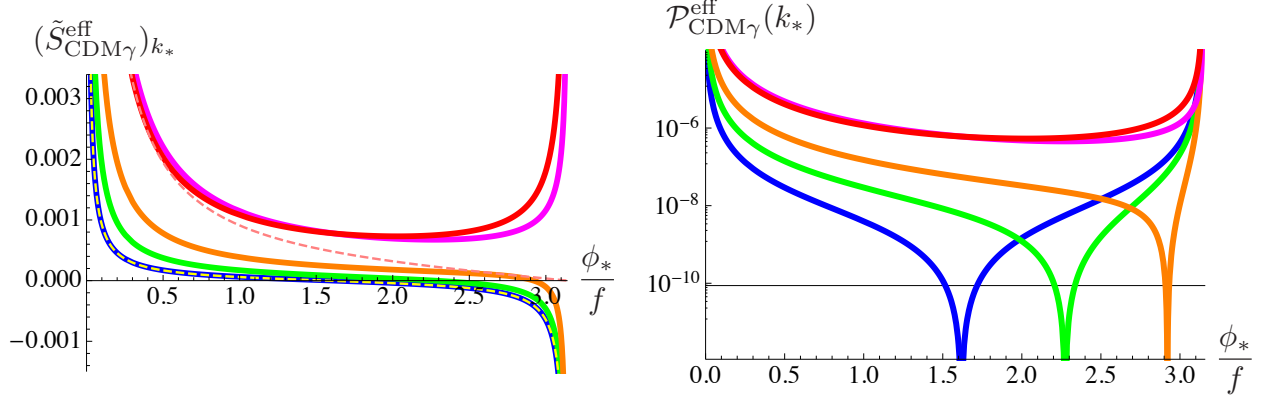 (S̃^eff_CDMγ)_k*
0.003
0.002
0.001
0.000
−0.001
0.5 1.0 1.5 2.0 2.5 3.0
ϕ*
f
𝒫^eff_CDMγ(k*)
10^−6
10^−8
10^−10
0.0 0.5 1.0 1.5 2.0 2.5 3.0
ϕ*
f